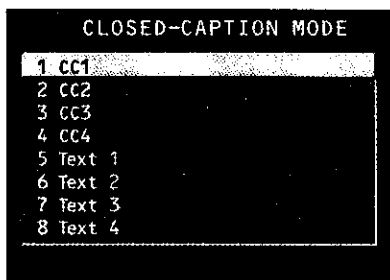 CLOSED-CAPTION MODE
1 CC1
2 CC2
3 CC3
4 CC4
5 Text 1
6 Text 2
7 Text 3
8 Text 4